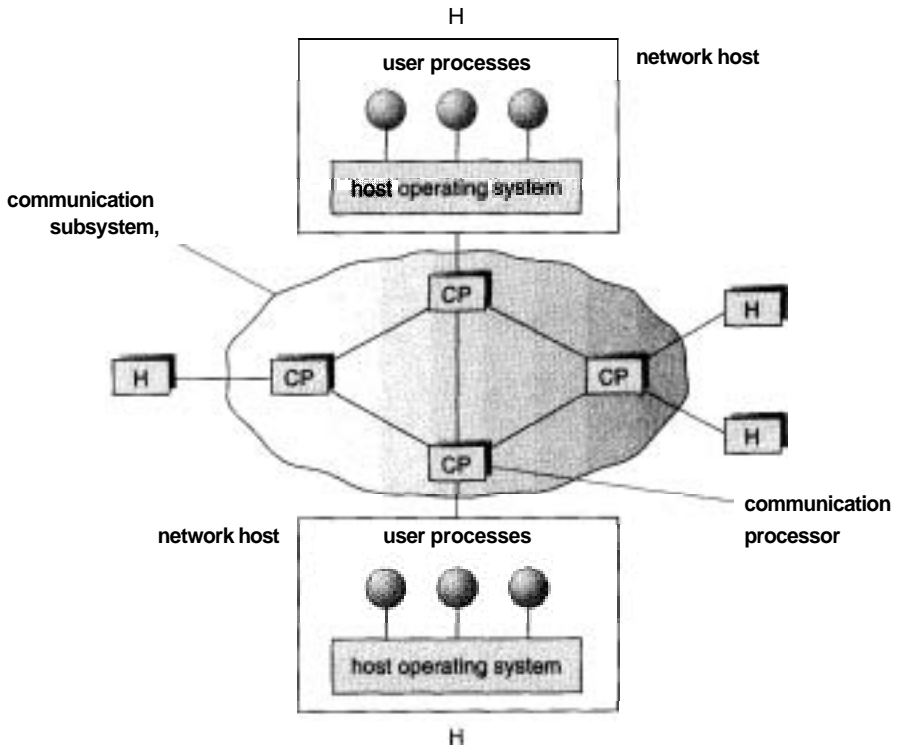 H
user processes
network host
host operating system
communication
subsystem,
CP
H
CP
CP
H
H
CP
communication
processor
network host
user processes
host operating system
H